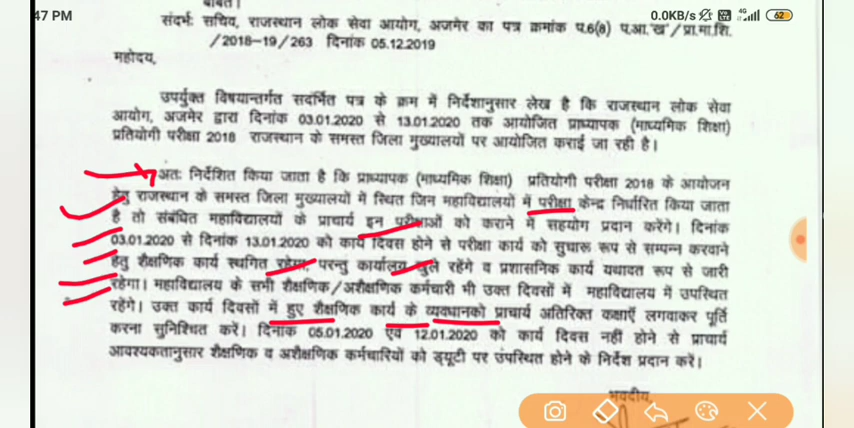 47 PM 0.0KB/s 4G 62
बाबत।
संदर्भः सचिव, राजस्थान लोक सेवा आयोग, अजमेर का पत्र क्रमांक प.6(8) प.आ.'ख'/प्रा.मा.शि.
/2018-19/263 दिनांक 05.12.2019
महोदय,
उपर्युक्त विषयान्तर्गत सदर्भित पत्र के क्रम में निर्देशानुसार लेख है कि राजस्थान लोक सेवा
आयोग, अजमेर द्वारा दिनांक 03.01.2020 से 13.01.2020 तक आयोजित प्राध्यापक (माध्यमिक शिक्षा)
प्रतियोगी परीक्षा 2018 राजस्थान के समस्त जिला मुख्यालयों पर आयोजित कराई जा रही है।
अतः निर्देशित किया जाता है कि प्राध्यापक (माध्यमिक शिक्षा) प्रतियोगी परीक्षा 2018 के आयोजन
हेतु राजस्थान के समस्त जिला मुख्यालयों में स्थित जिन महाविद्यालयों में परीक्षा केन्द्र निर्धारित किया जाता
है तो संबंधित महाविद्यालयों के प्राचार्य इन परीक्षाओं को कराने में सहयोग प्रदान करेंगे। दिनांक
03.01.2020 से दिनांक 13.01.2020 को कार्य दिवस होने से परीक्षा कार्य को सुचारू रूप से सम्पन्न करवाने
हेतु शैक्षणिक कार्य स्थगित रहेगा, परन्तु कार्यालय खुले रहेंगे व प्रशासनिक कार्य यथावत रूप से जारी
रहेगा। महाविद्यालय के सभी शैक्षणिक/अशैक्षणिक कर्मचारी भी उक्त दिवसों में महाविद्यालय में उपस्थित
रहेंगे। उक्त कार्य दिवसों में हुए शैक्षणिक कार्य के व्यवधानको प्राचार्य अतिरिक्त कक्षाएँ लगवाकर पूर्ति
करना सुनिश्चित करें। दिनांक 05.01.2020 एवं 12.01.2020 को कार्य दिवस नहीं होने से प्राचार्य
आवश्यकतानुसार शैक्षणिक व अशैक्षणिक कर्मचारियों को ड्यूटी पर उपस्थित होने के निर्देश प्रदान करें।
भवदीय,